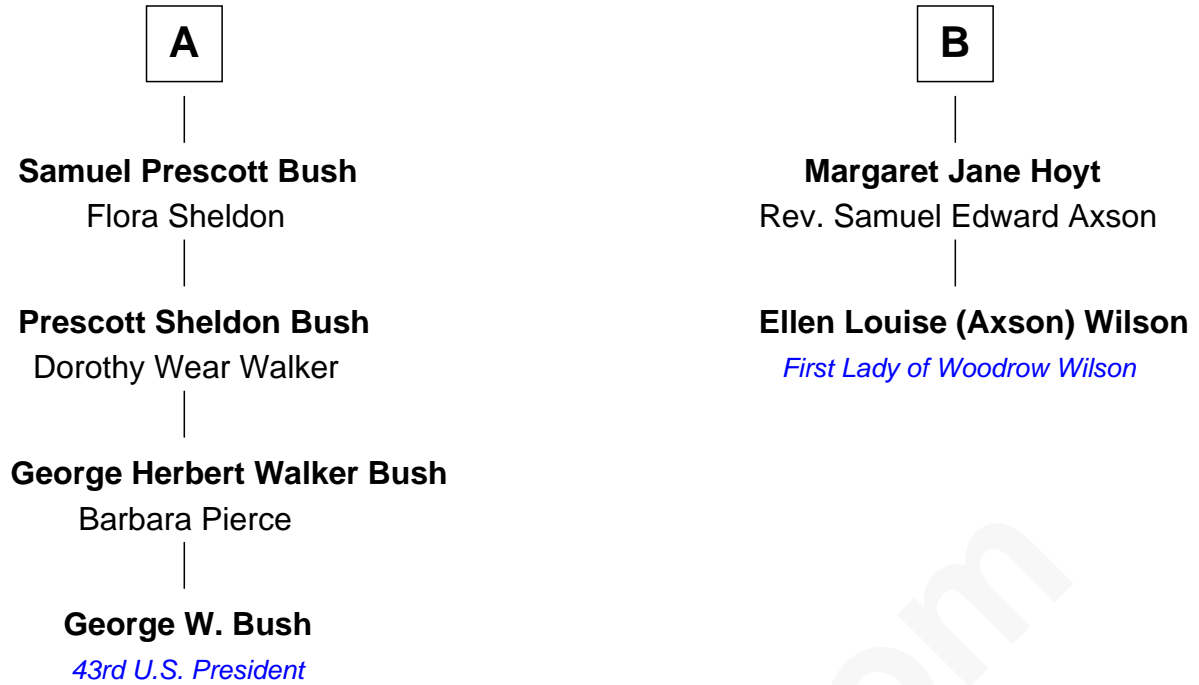 A
Samuel Prescott Bush
Flora Sheldon
Prescott Sheldon Bush
Dorothy Wear Walker
George Herbert Walker Bush
Barbara Pierce
George W. Bush
43rd U.S. President
B
Margaret Jane Hoyt
Rev. Samuel Edward Axson
Ellen Louise (Axson) Wilson
First Lady of Woodrow Wilson
om